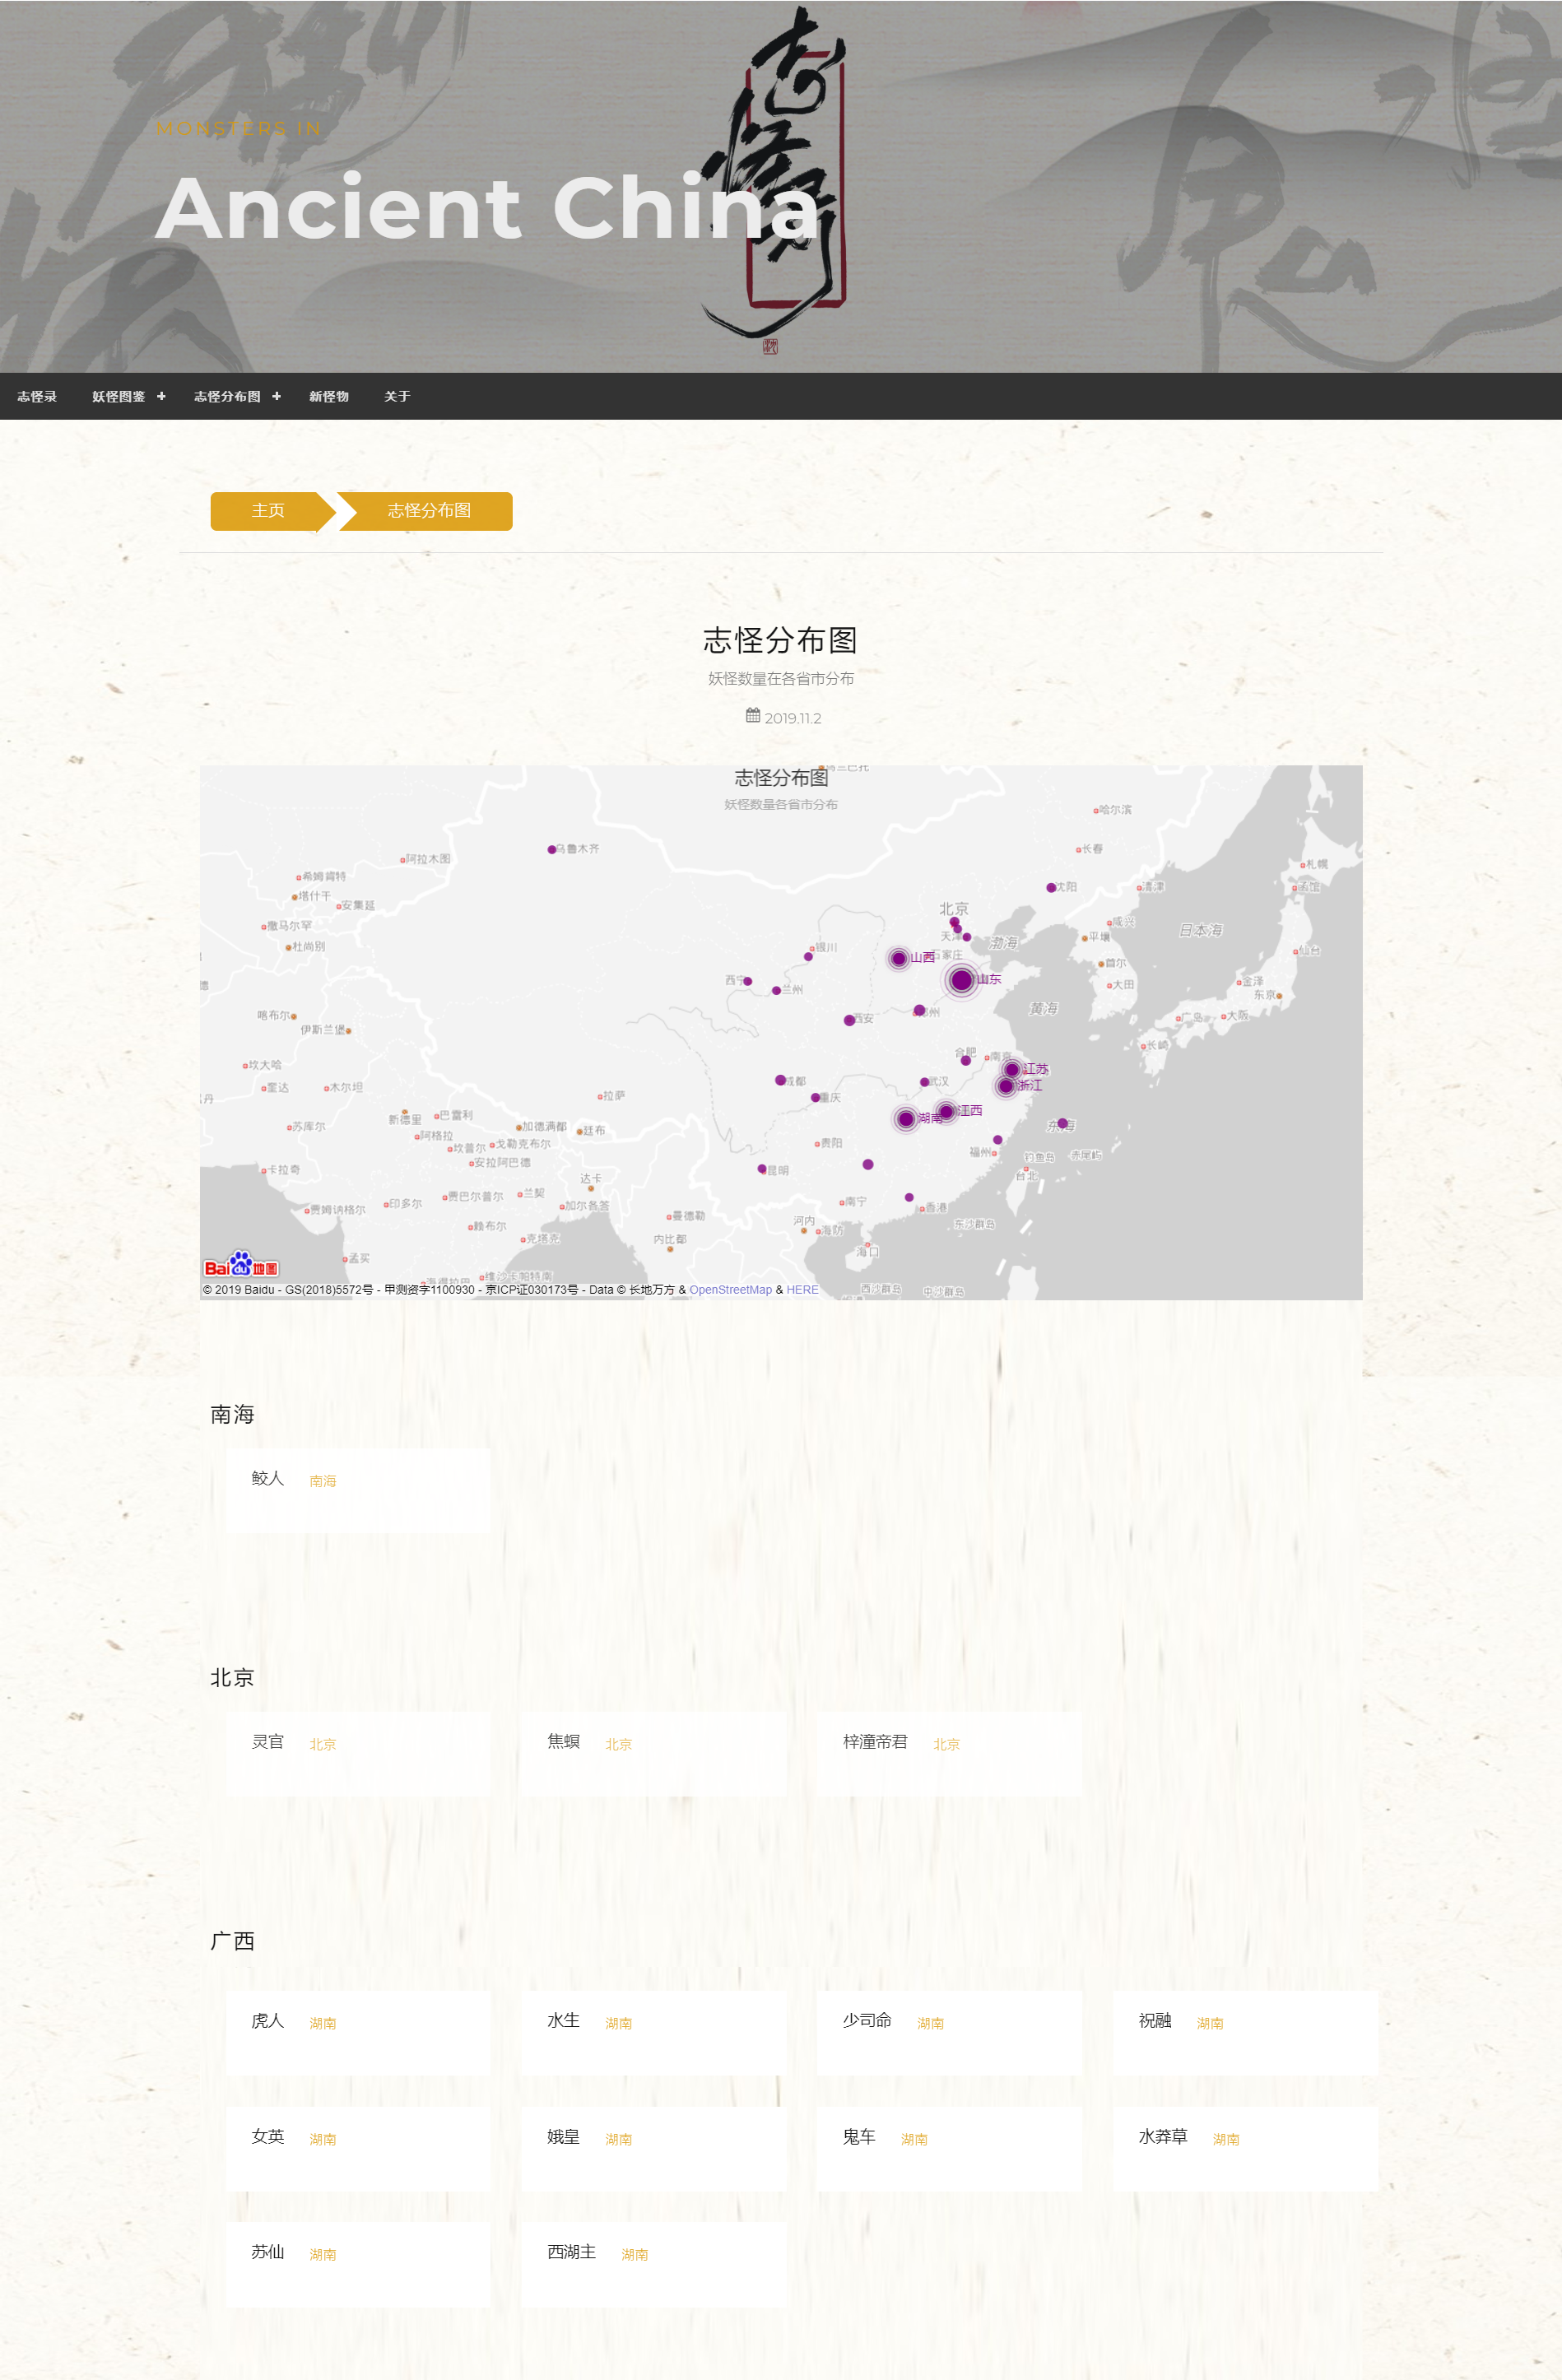 志怪
MONSTERS IN
Ancient China
志怪录 妖怪图鉴 + 志怪分布图 + 新怪物 关于
主页 志怪分布图
志怪分布图
妖怪数量在各省市分布
2019.11.2
志怪分布图
妖怪数量各省市分布
哈尔滨
乌鲁木齐
长春
阿拉木图
札幌
希姆肯特
沈阳
清津
函馆
塔什干
安集延
北京
撒马尔罕
咸兴
日本海
天津
平壤
渤海
杜尚别
银川
仙台
石家庄
山西
首尔
山东
西宁
大田
金泽
兰州
东京
黄海
喀布尔
西安
广岛
大阪
伊斯兰堡
长崎
合肥
南京
坎大哈
江苏
成都
武汉
浙江
奎达
木尔坦
拉萨
重庆
新德里
巴雷利
江西
湖南
苏库尔
加德满都
廷布
东海
阿格拉
戈勒克布尔
贵阳
坎普尔
福州
钓鱼岛
赤尾屿
安拉阿巴德
卡拉奇
昆明
台北
达卡
贾巴尔普尔
兰契
南宁
印多尔
加尔各答
香港
贾姆讷格尔
曼德勒
河内
东沙群岛
赖布尔
海防
克塔克
内比都
海口
孟买
维沙卡帕特南
海得拉巴
西沙群岛
中沙群岛
Bai du 地图
© 2019 Baidu - GS(2018)5572号 - 甲测资字1100930 - 京ICP证030173号 - Data © 长地万方 & OpenStreetMap & HERE
南海
鲛人 南海
北京
灵官 北京 焦螟 北京 梓潼帝君 北京
广西
虎人 湖南 水生 湖南 少司命 湖南 祝融 湖南
女英 湖南 娥皇 湖南 鬼车 湖南 水莽草 湖南
苏仙 湖南 西湖主 湖南